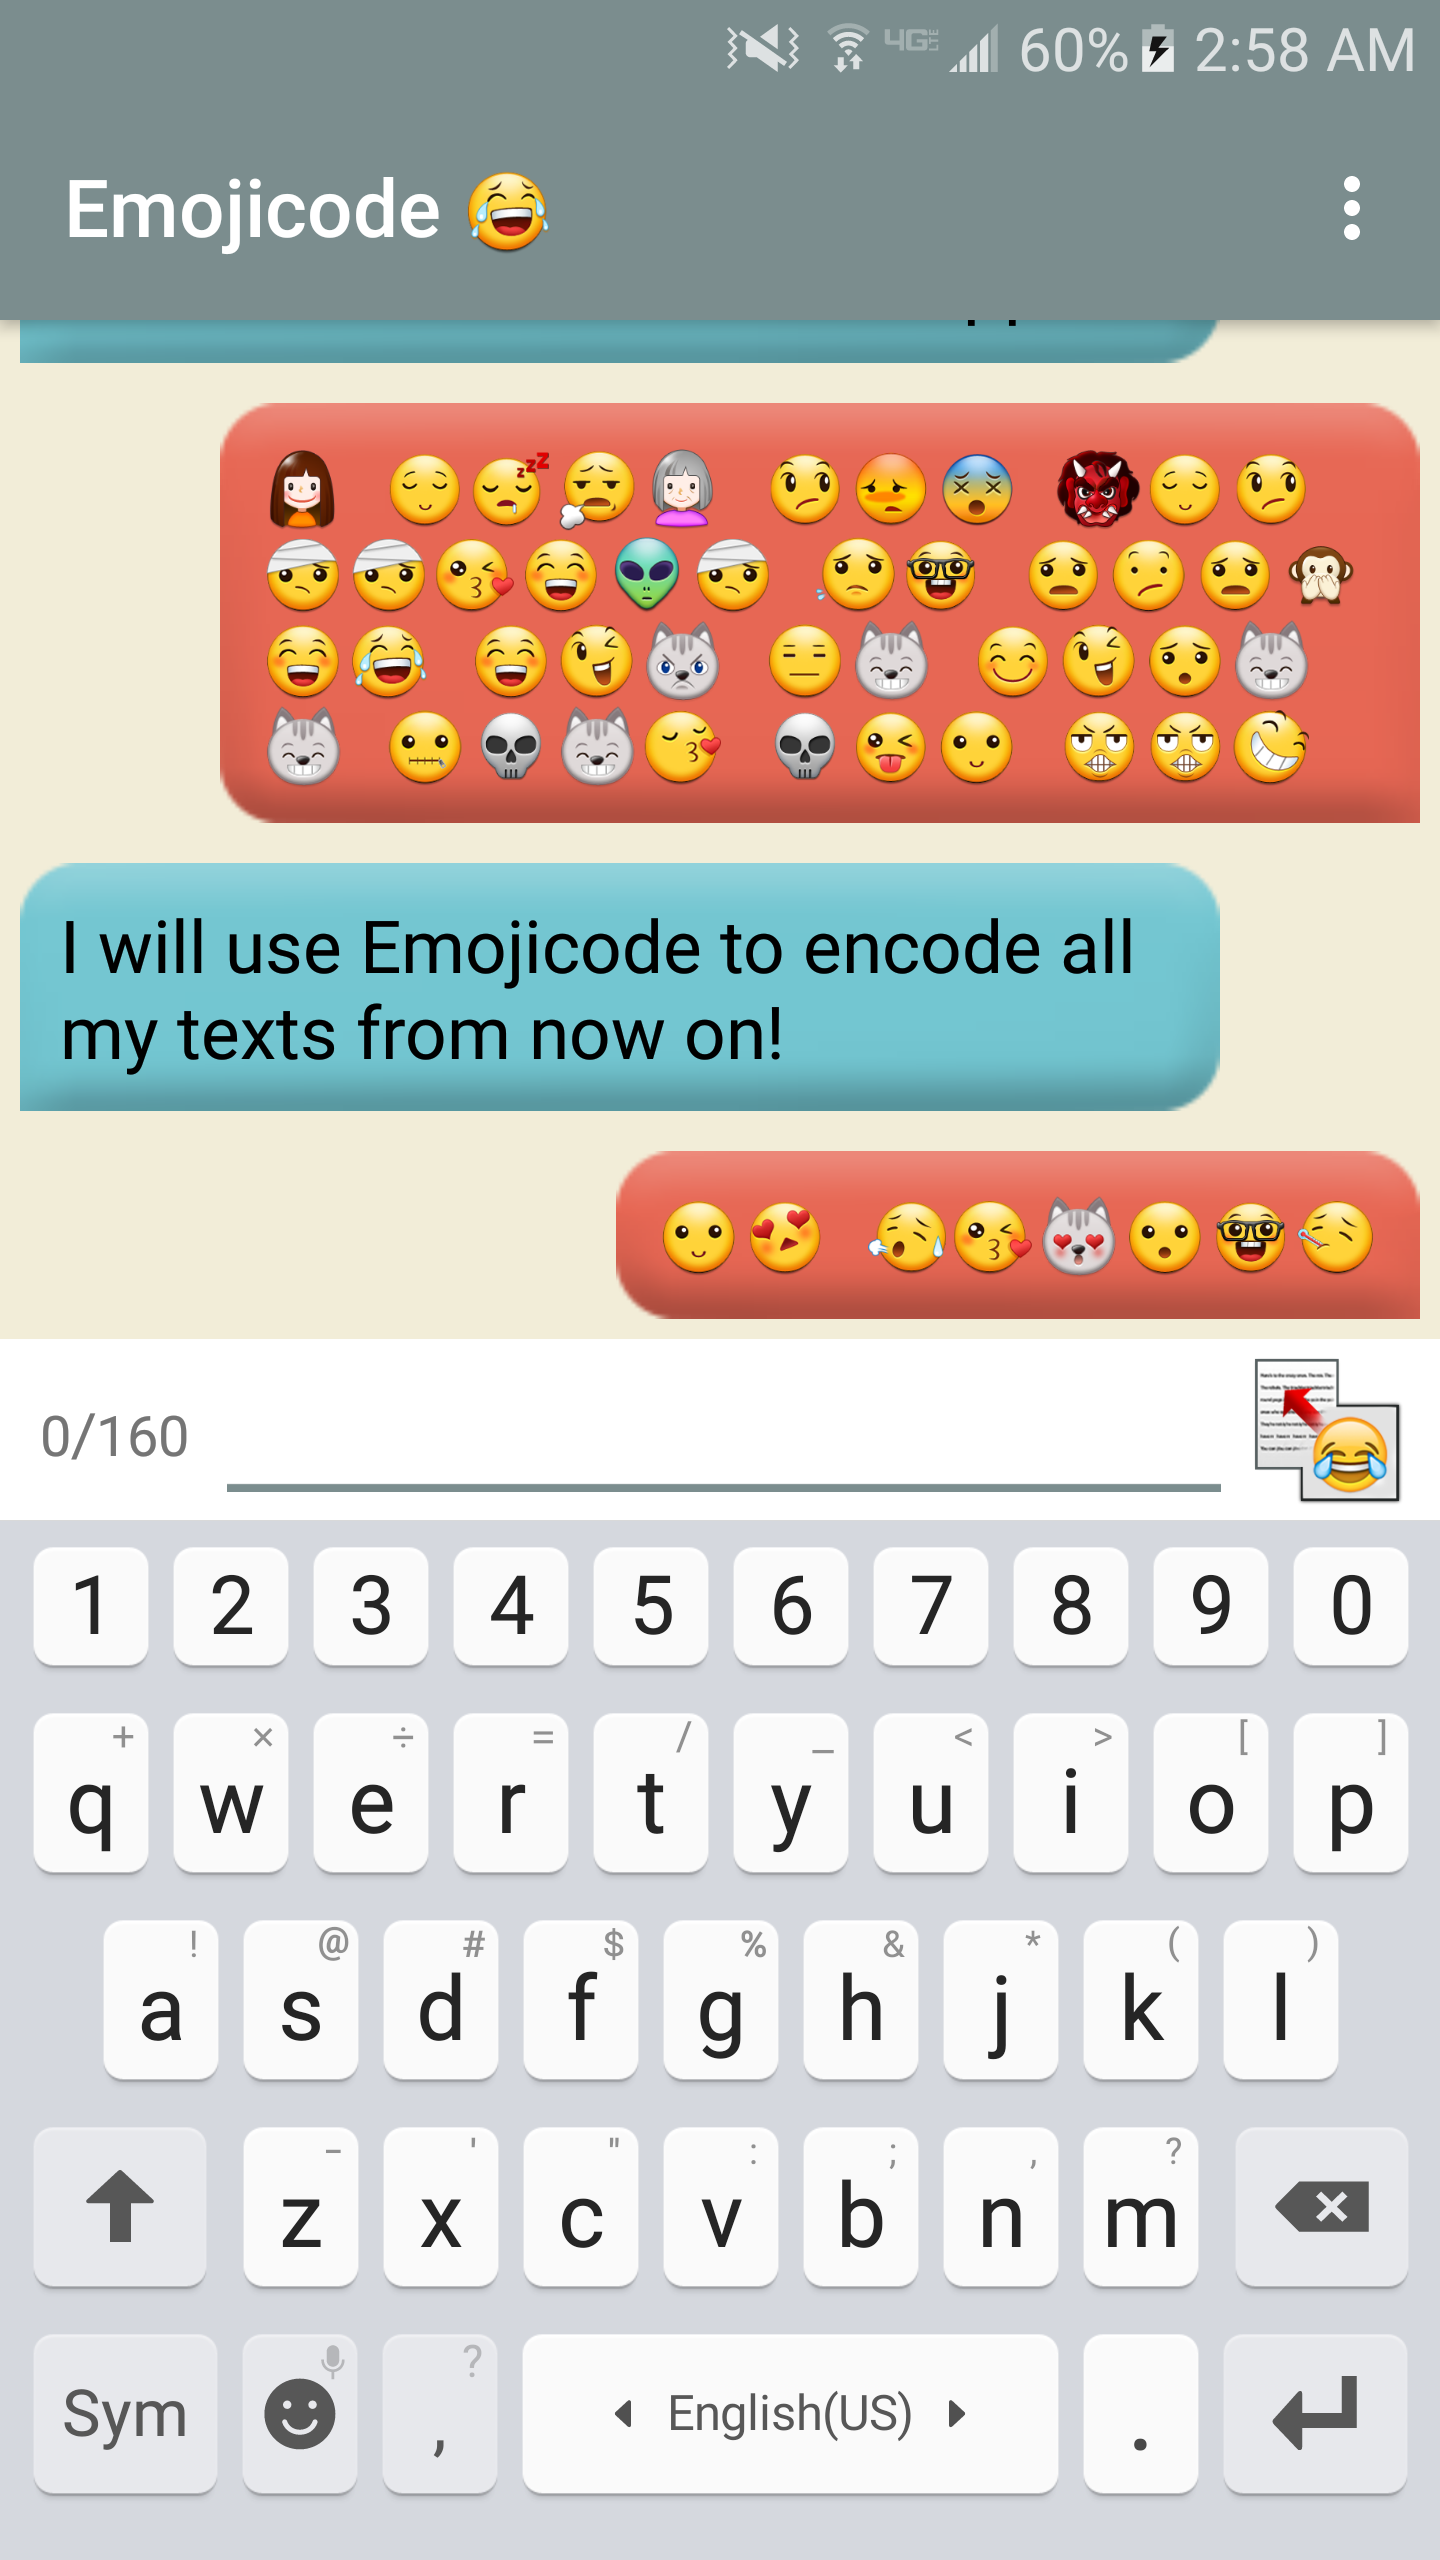 4G LTE 60% 2:58 AM
Emojicode 😂
👩 😌😴😮‍💨👵 😞😳😵 👹😌😞
🤕🤕😘😁👽🤕 😟🤓 😦😕😦🙊
😁😂 😁😉😾 😑😸 😊😉😯😸
😸 🤐💀😸😚 💀😜🙂 😬😬😆
I will use Emojicode to encode all
my texts from now on!
🙂😍 😥😘😻😮🤓🤒
0/160
1 2 3 4 5 6 7 8 9 0
+ × ÷ = / _ < > [ ]
q w e r t y u i o p
! @ # $ % & * ( )
a s d f g h j k l
- ' " : ; , ?
z x c v b n m
Sym , ? English(US) .